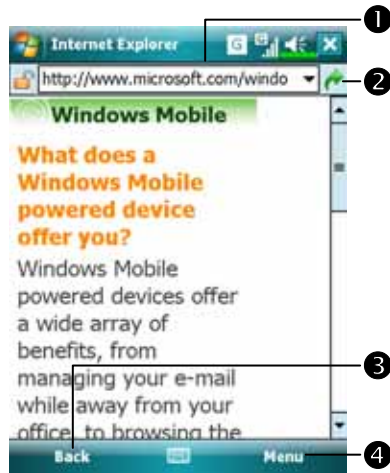 1
Internet Explorer G G
http://www.microsoft.com/windo
2
Windows Mobile
What does a
Windows Mobile
powered device
offer you?
Windows Mobile
powered devices offer
a wide array of
benefits, from
managing your e-mail
while away from your
office, to browsing the
3
Back Menu
4